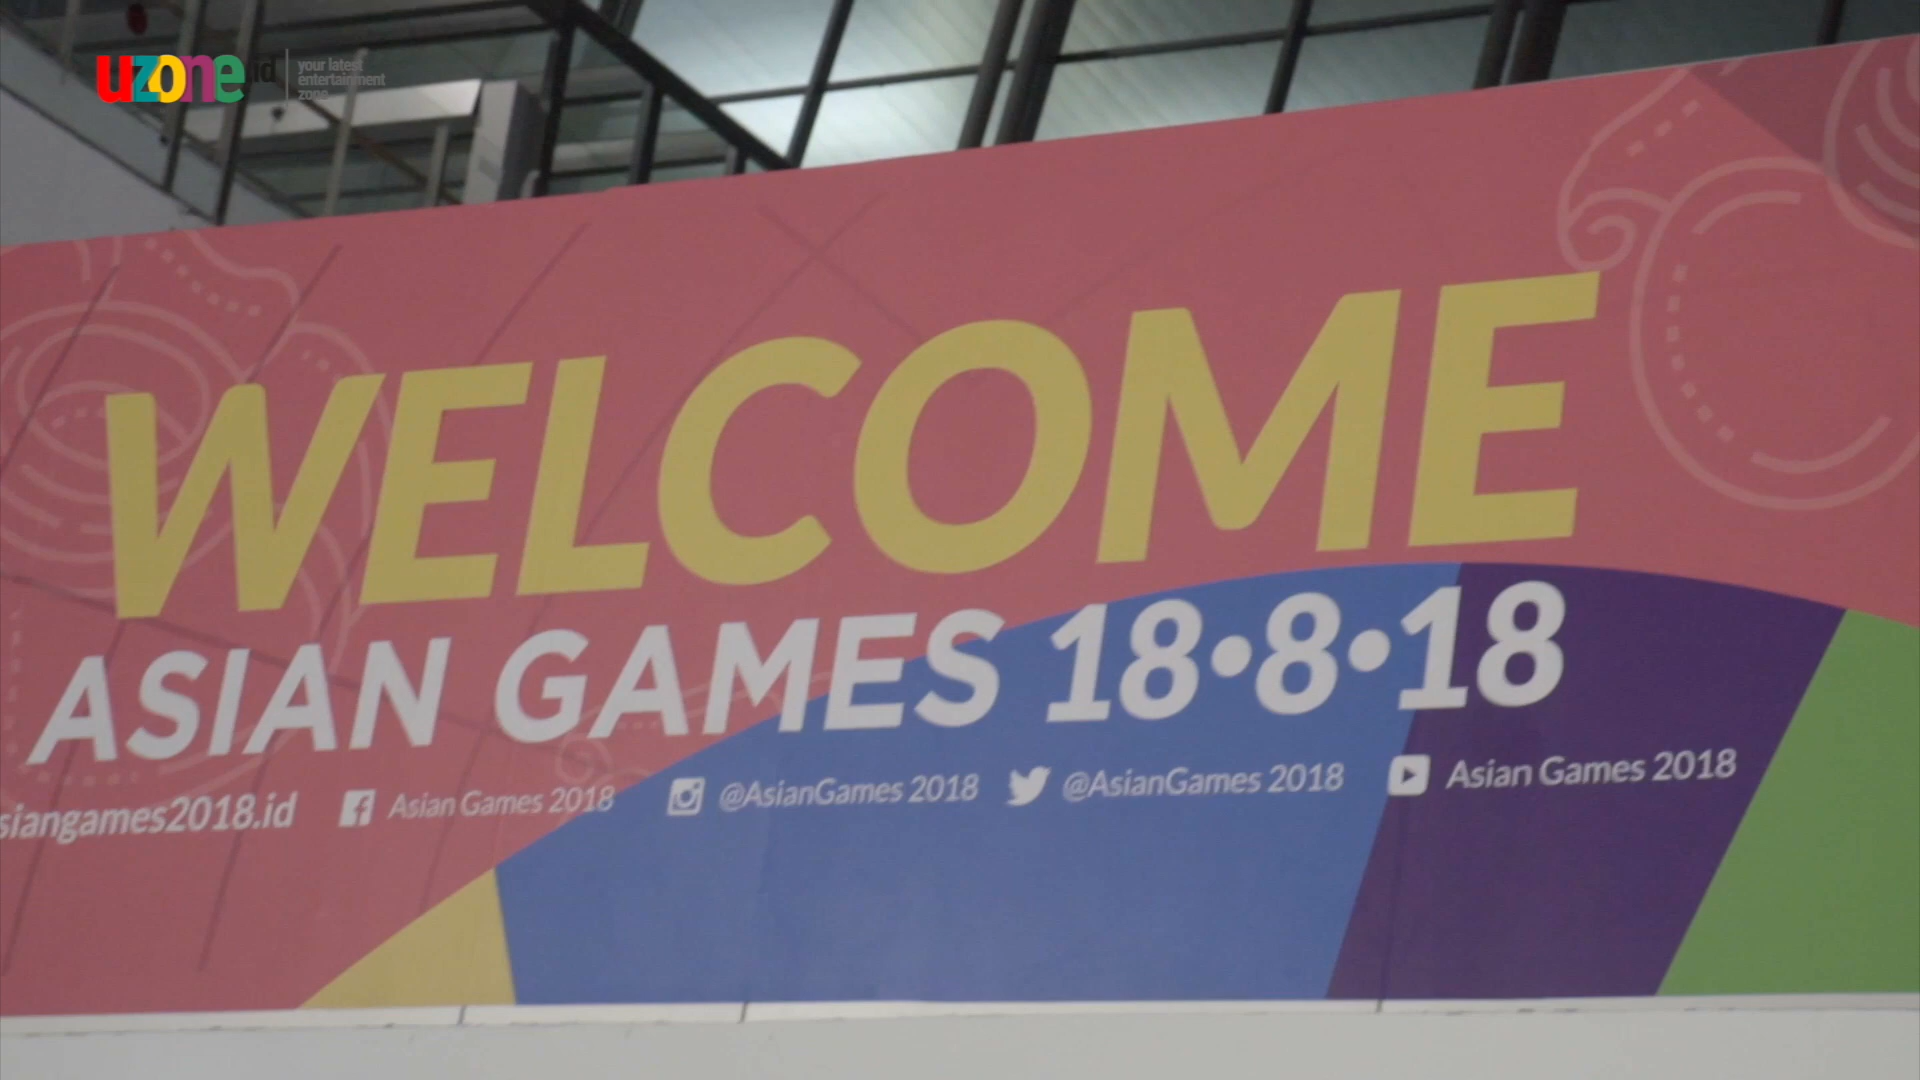 uzone.id
your latest
entertainment
zone
WELCOME
ASIAN GAMES 18•8•18
siangames2018.id Asian Games 2018 @AsianGames 2018 @AsianGames 2018 Asian Games 2018